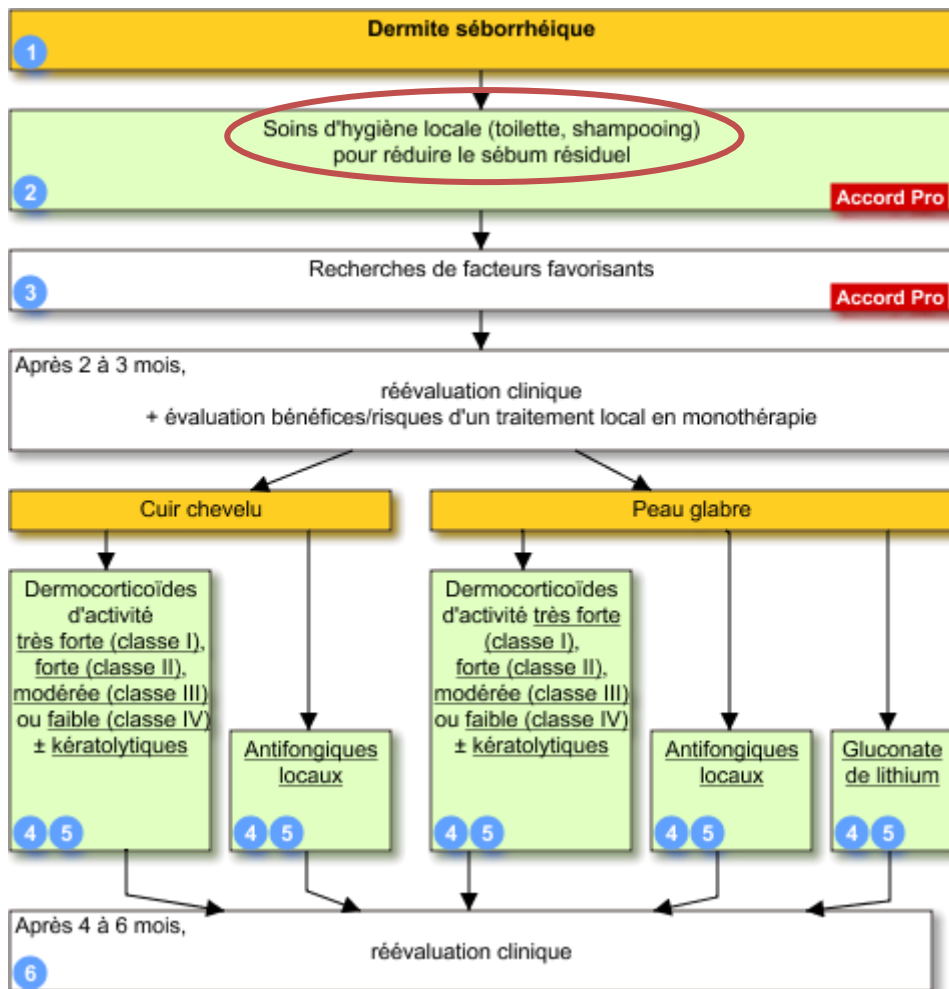 Dermite séborrhéique
1
Soins d'hygiène locale (toilette, shampooing)
pour réduire le sébum résiduel
2
Accord Pro
Recherches de facteurs favorisants
3
Accord Pro
Après 2 à 3 mois,
réévaluation clinique
+ évaluation bénéfices/risques d'un traitement local en monothérapie
Cuir chevelu
Peau glabre
Dermocorticoïdes
d'activité
très forte (classe I),
forte (classe II),
modérée (classe III)
ou faible (classe IV)
± kératolytiques
4 5
Antifongiques
locaux
4 5
Dermocorticoïdes
d'activité très forte
(classe I),
forte (classe II),
modérée (classe III)
ou faible (classe IV)
± kératolytiques
4 5
Antifongiques
locaux
4 5
Gluconate
de lithium
4 5
Après 4 à 6 mois,
réévaluation clinique
6